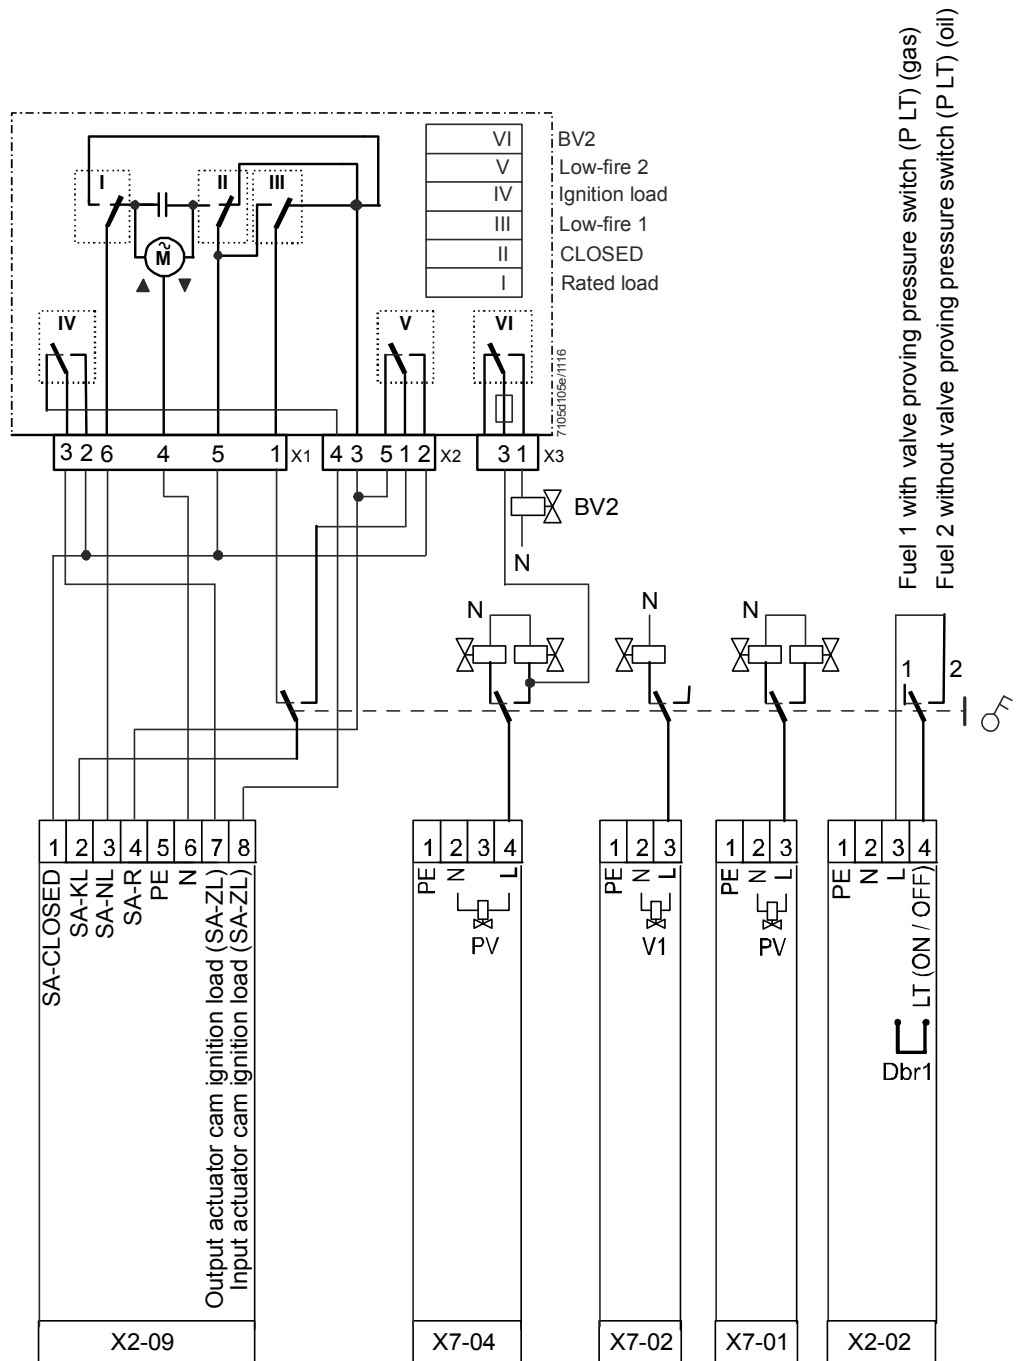 Fuel 1 with valve proving pressure switch (P LT) (gas)
Fuel 2 without valve proving pressure switch (P LT) (oil)
VI BV2
V Low-fire 2
IV Ignition load
III Low-fire 1
II CLOSED
I Rated load
I II III
~
M
IV V VI
7105d105e/1116
3 2 6 4 5 1 X1 4 3 5 1 2 X2 3 1 X3
BV2
N
N N N
1 2
1 2 3 4 5 6 7 8
SA-CLOSED
SA-KL
SA-NL
SA-R
PE
N
Output actuator cam ignition load (SA-ZL)
Input actuator cam ignition load (SA-ZL)
X2-09
1 2 3 4
PE
N
L
PV
X7-04
1 2 3
PE
N
L
V1
X7-02
1 2 3
PE
N
L
PV
X7-01
1 2 3 4
PE
N
L
LT (ON / OFF)
Dbr1
X2-02